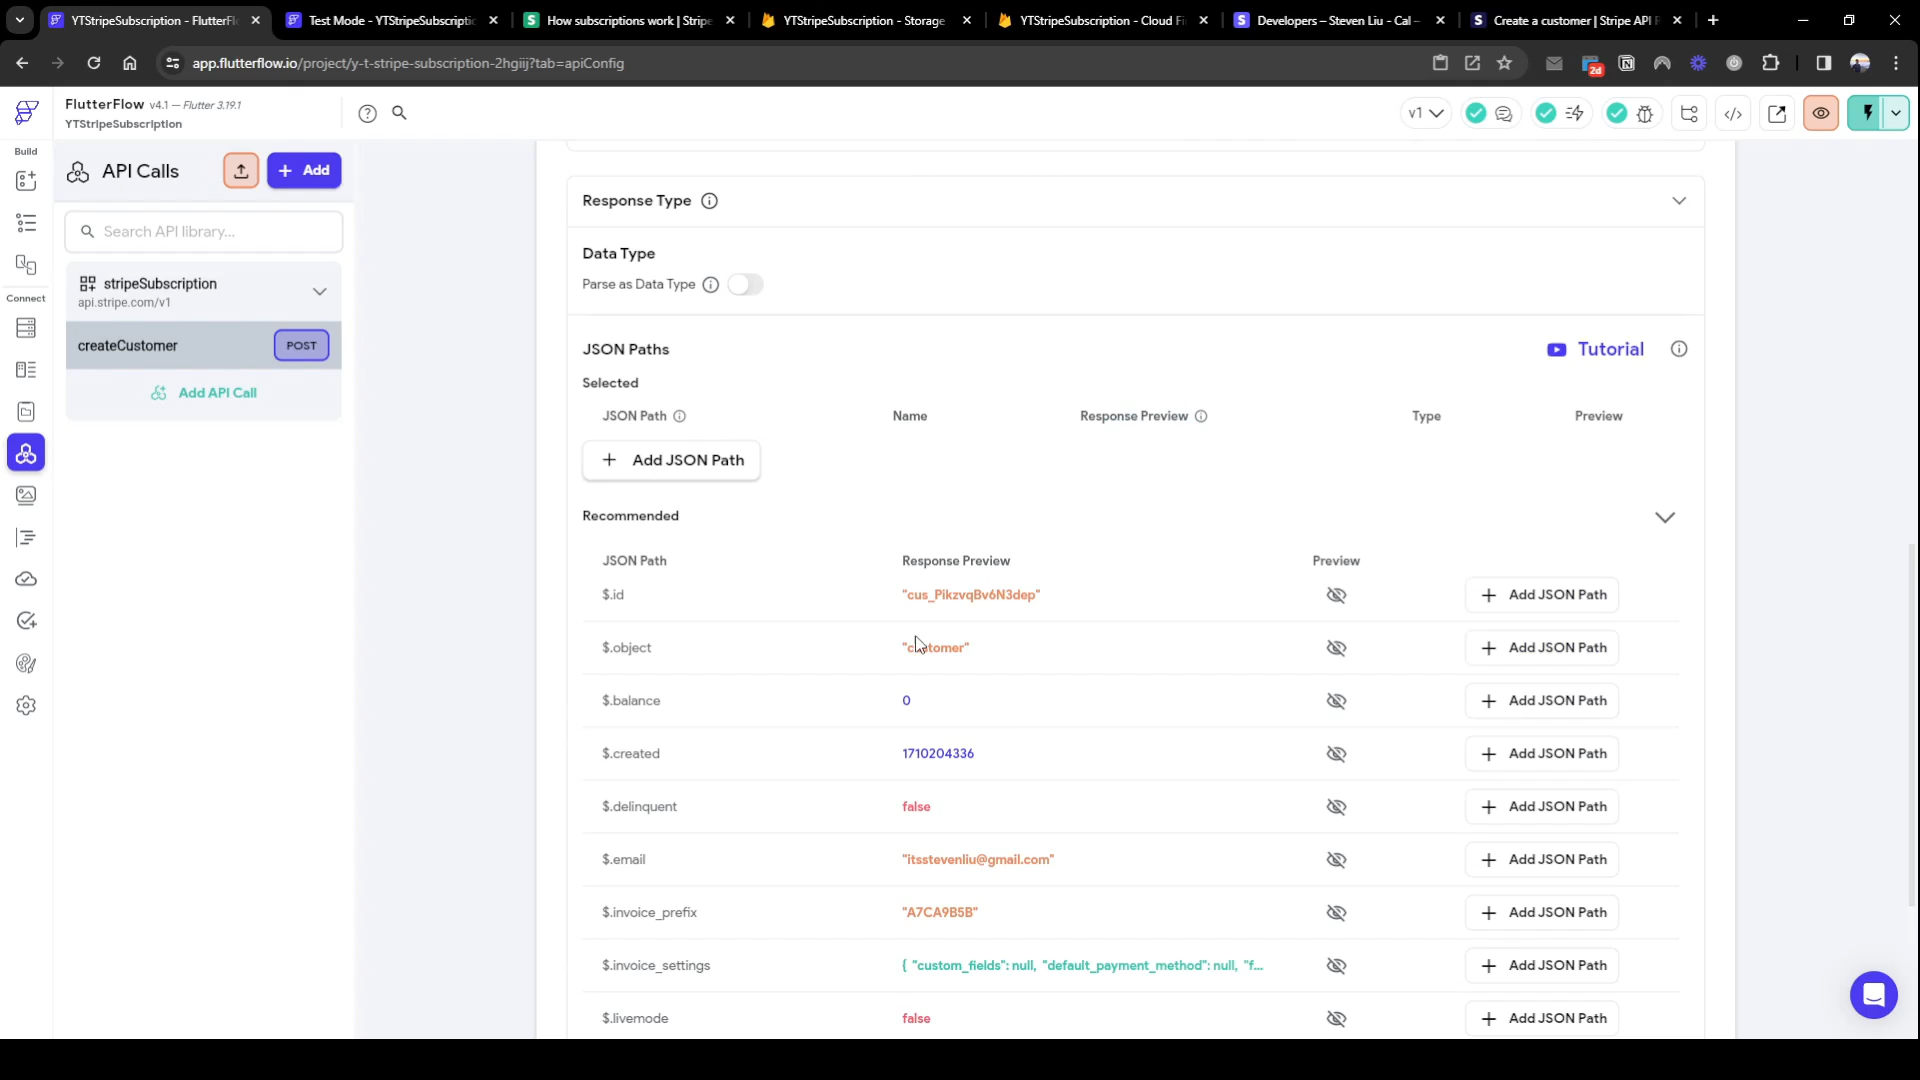 YTStripeSubscription - FlutterFl
Test Mode - YTStripeSubscriptic
How subscriptions work | Stripe
YTStripeSubscription - Storage
YTStripeSubscription - Cloud Fi
Developers – Steven Liu - Cal –
Create a customer | Stripe API R
app.flutterflow.io/project/y-t-stripe-subscription-2hgiij?tab=apiConfig
2d
FlutterFlow v4.1 — Flutter 3.19.1
YTStripeSubscription
v1
Build
API Calls
Add
Search API library...
stripeSubscription
api.stripe.com/v1
Connect
createCustomer
POST
Add API Call
Response Type
Data Type
Parse as Data Type
JSON Paths
Tutorial
Selected
JSON Path Name Response Preview Type Preview
Add JSON Path
Recommended
JSON Path Response Preview Preview
$.id "cus_PikzvqBv6N3dep" Add JSON Path
$.object "customer" Add JSON Path
$.balance 0 Add JSON Path
$.created 1710204336 Add JSON Path
$.delinquent false Add JSON Path
$.email "itsstevenliu@gmail.com" Add JSON Path
$.invoice_prefix "A7CA9B5B" Add JSON Path
$.invoice_settings { "custom_fields": null, "default_payment_method": null, "f... Add JSON Path
$.livemode false Add JSON Path